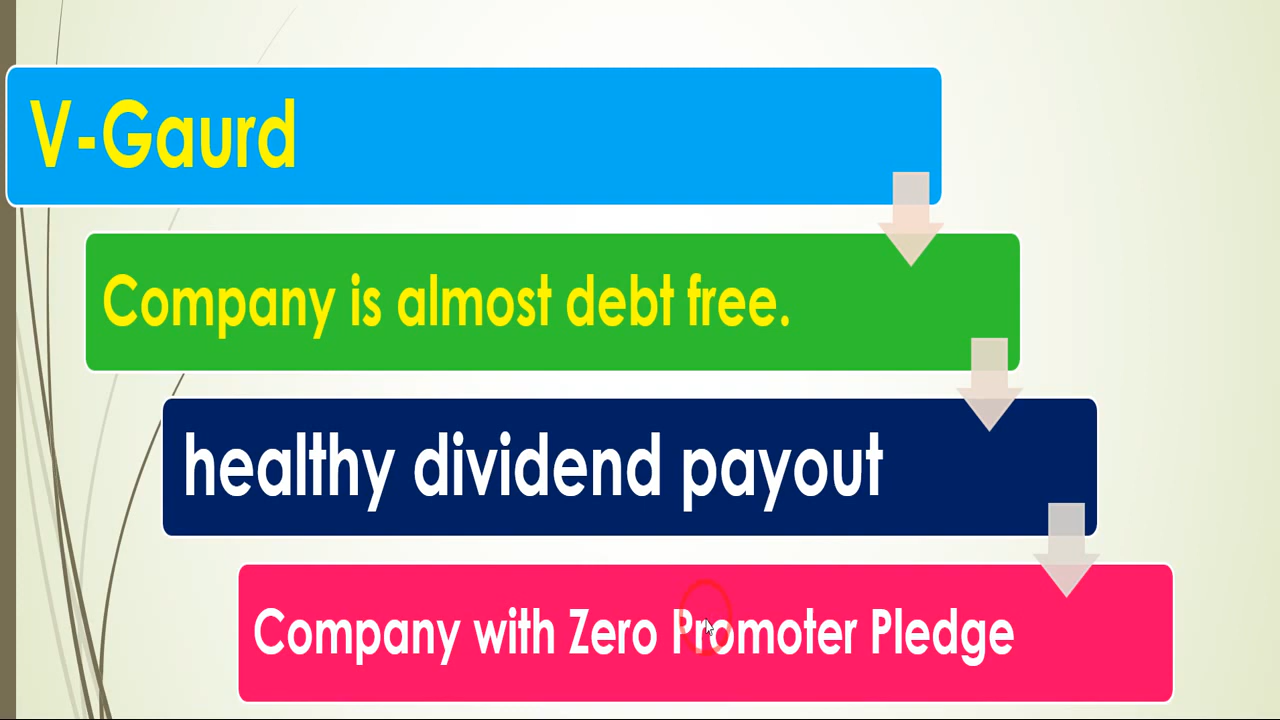 V-Gaurd
Company is almost debt free.
healthy dividend payout
Company with Zero Promoter Pledge